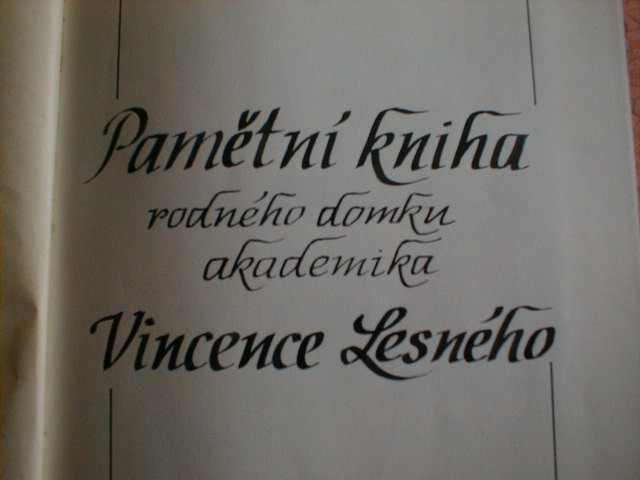 Pamětní kniha
rodného domku
akademika
Vincence Lesného